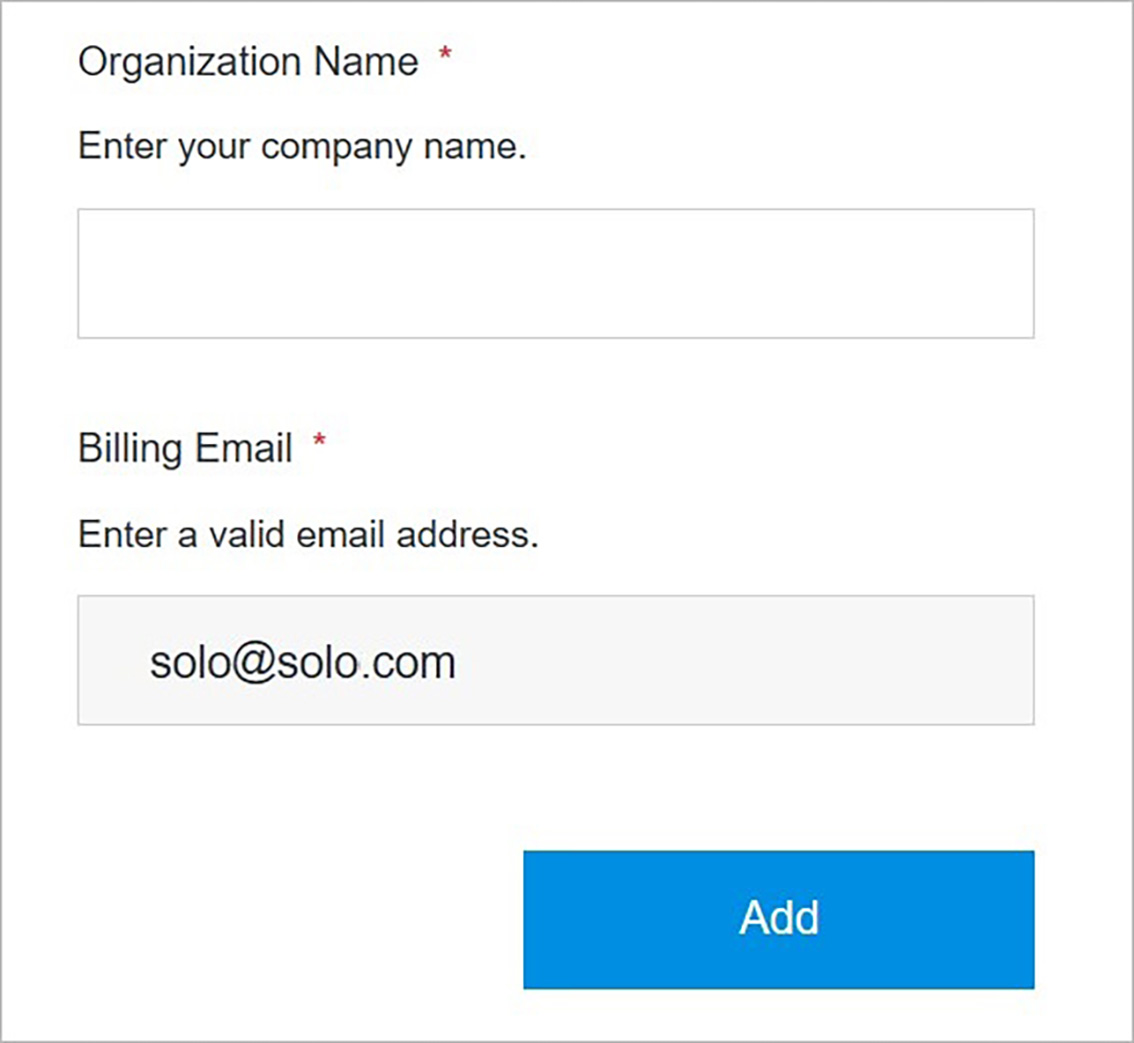 Organization Name *
Enter your company name.
Billing Email *
Enter a valid email address.
solo@solo.com
Add